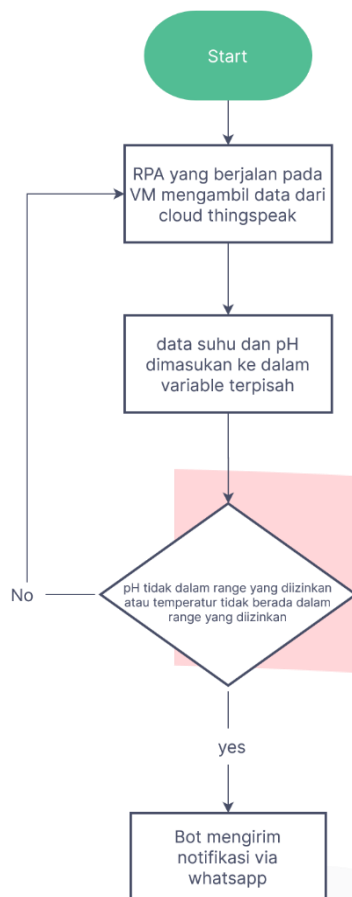 Start
RPA yang berjalan pada
VM mengambil data dari
cloud thingspeak
data suhu dan pH
dimasukan ke dalam
variable terpisah
pH tidak dalam range yang diizinkan
atau temperatur tidak berada dalam
range yang diizinkan
No
yes
Bot mengirim
notifikasi via
whatsapp